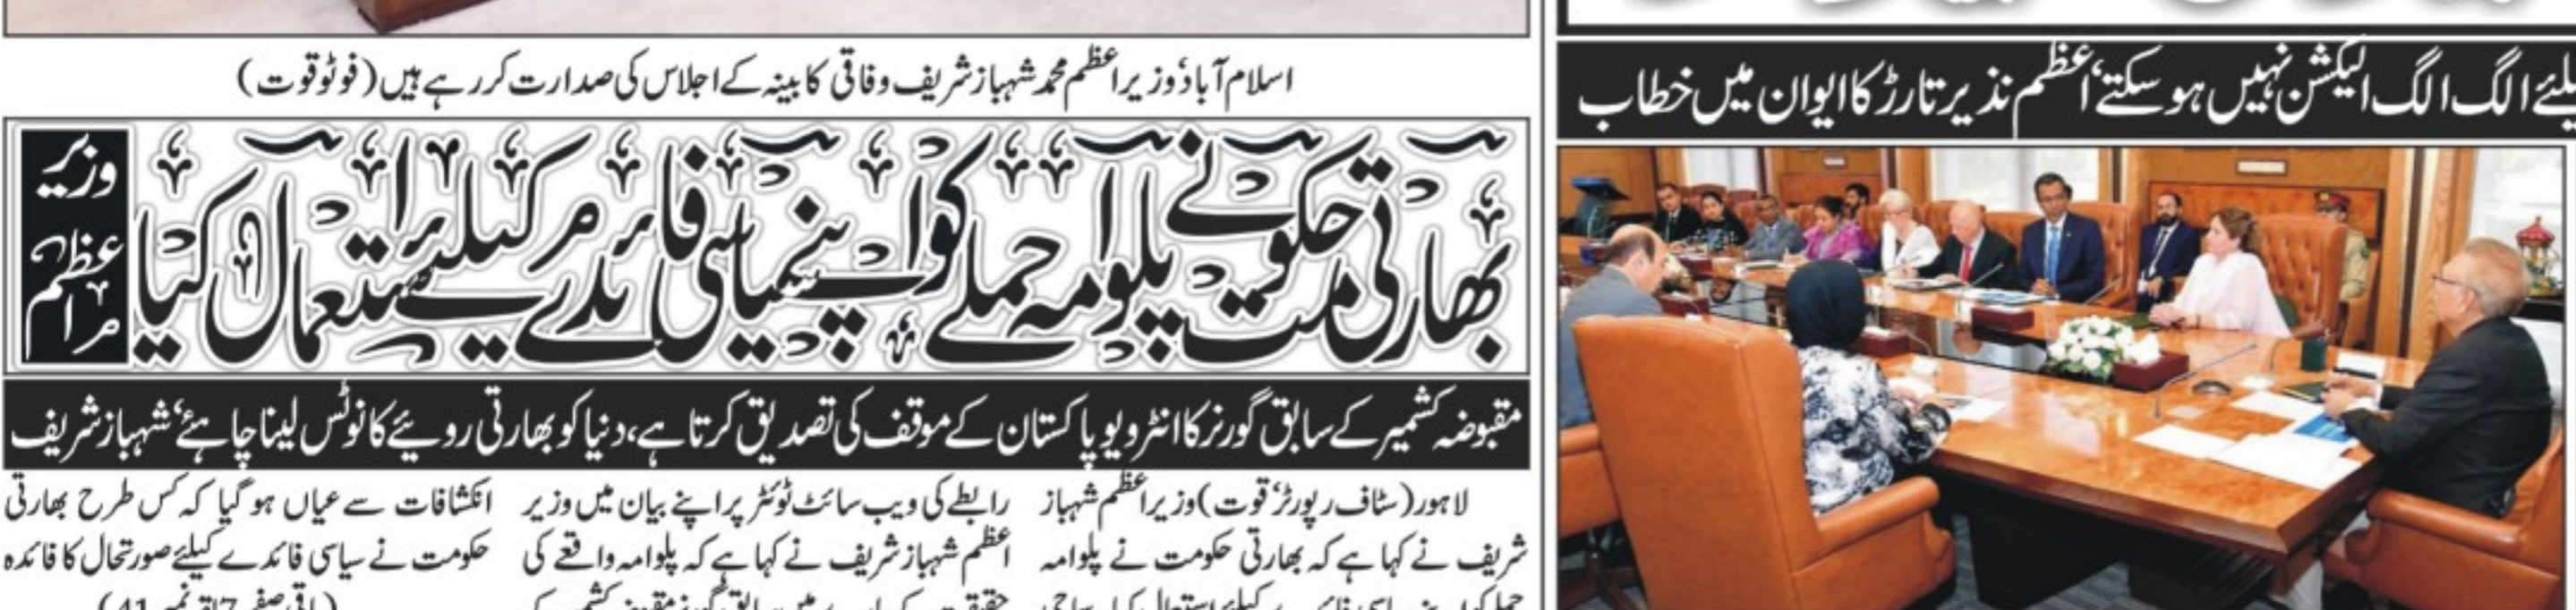 اسلام آباد، وزیراعظم محمد شہباز شریف وفاقی کابینہ کے اجلاس کی صدارت کر رہے ہیں (فوٹو قوت)
بھارتی حکومت نے پلوامہ حملے کو اپنے سیاسی فائدے کیلئے استعمال کیا
وزیر
اعظم
مقبوضہ کشمیر کے سابق گورنر کا انٹرویو پاکستان کے موقف کی تصدیق کرتا ہے، دنیا کو بھارتی رویئے کا نوٹس لینا چاہئے، شہباز شریف
لاہور (سٹاف رپورٹر، قوت) وزیراعظم شہباز
شریف نے کہا ہے کہ بھارتی حکومت نے پلوامہ
رابطے کی ویب سائٹ ٹوئٹر پر اپنے بیان میں وزیر
اعظم شہباز شریف نے کہا ہے کہ پلوامہ واقعے کی
انکشافات سے عیاں ہو گیا کہ کس طرح بھارتی
حکومت نے سیاسی فائدے کیلئے صورتحال کا فائدہ
الگ الگ الیکشن نہیں ہو سکتے، اعظم نذیر تارڑ کا ایوان میں خطاب